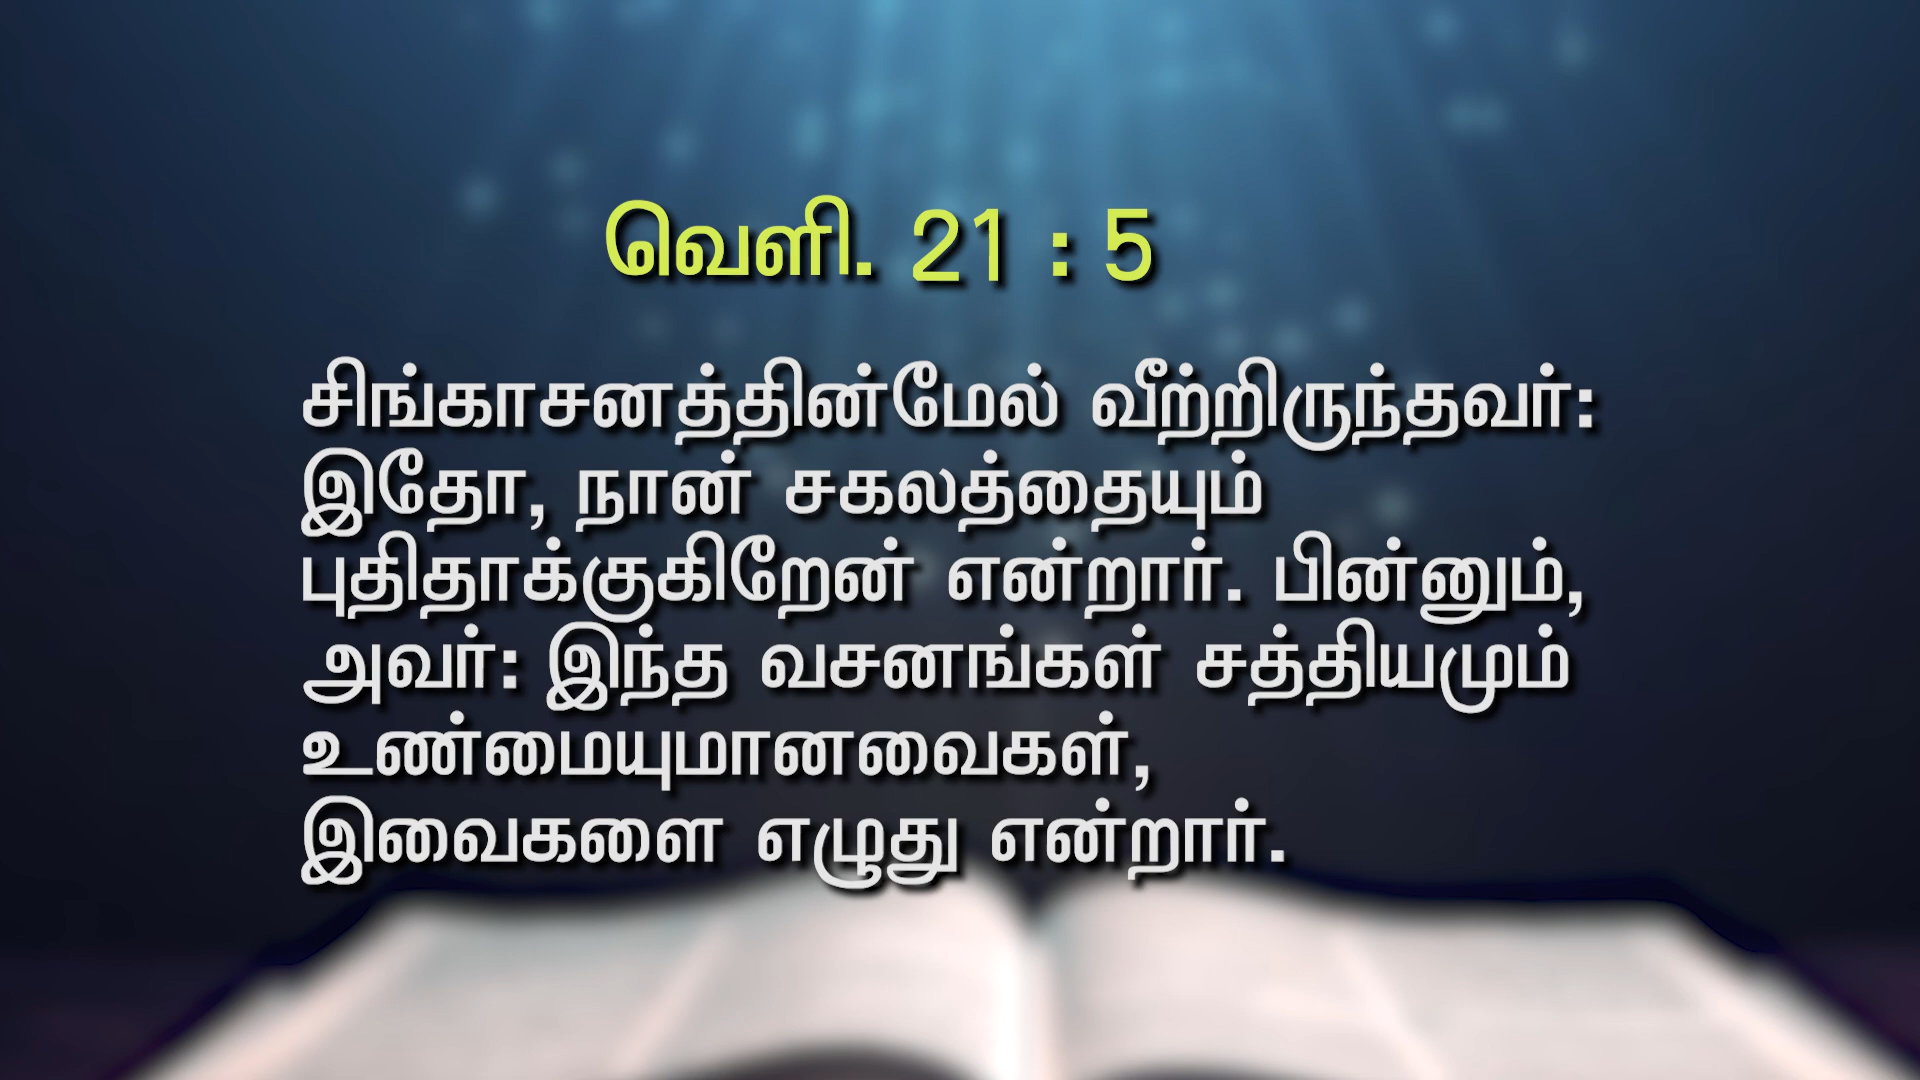 வெளி. 21 : 5
சிங்காசனத்தின்மேல் வீற்றிருந்தவர்:
இதோ, நான் சகலத்தையும்
புதிதாக்குகிறேன் என்றார். பின்னும்,
அவர்: இந்த வசனங்கள் சத்தியமும்
உண்மையுமானவைகள்,
இவைகளை எழுது என்றார்.